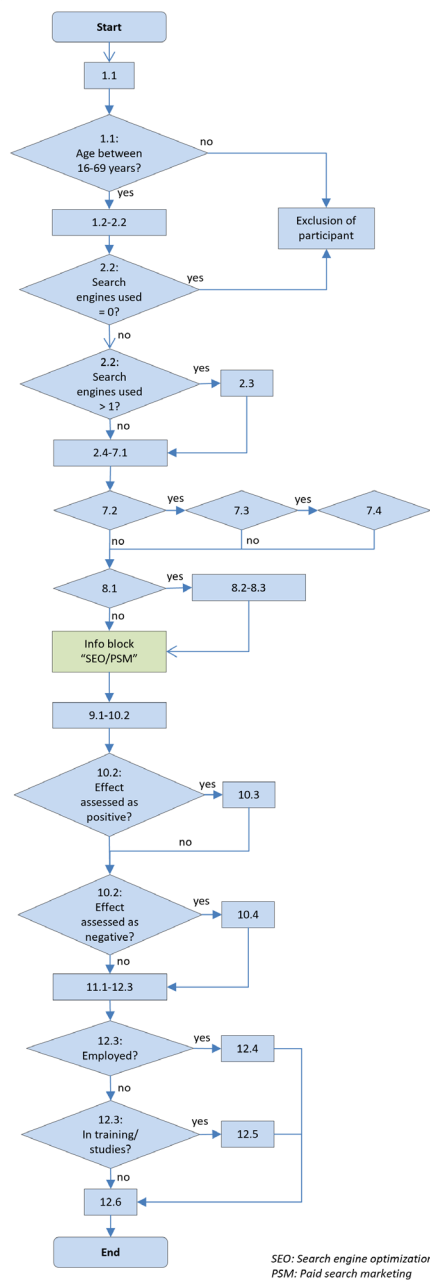 Start
1.1
1.1:
Age between
16-69 years?
no
yes
1.2-2.2
Exclusion of
participant
2.2:
Search
engines used
= 0?
yes
no
2.2:
Search
engines used
> 1?
yes
2.3
no
2.4-7.1
7.2
yes
7.3
yes
7.4
no
no
8.1
yes
8.2-8.3
no
Info block
“SEO/PSM”
9.1-10.2
10.2:
Effect
assessed as
positive?
yes
10.3
no
10.2:
Effect
assessed as
negative?
yes
10.4
no
11.1-12.3
12.3:
Employed?
yes
12.4
no
12.3:
In training/
studies?
yes
12.5
no
12.6
End
SEO: Search engine optimization
PSM: Paid search marketing